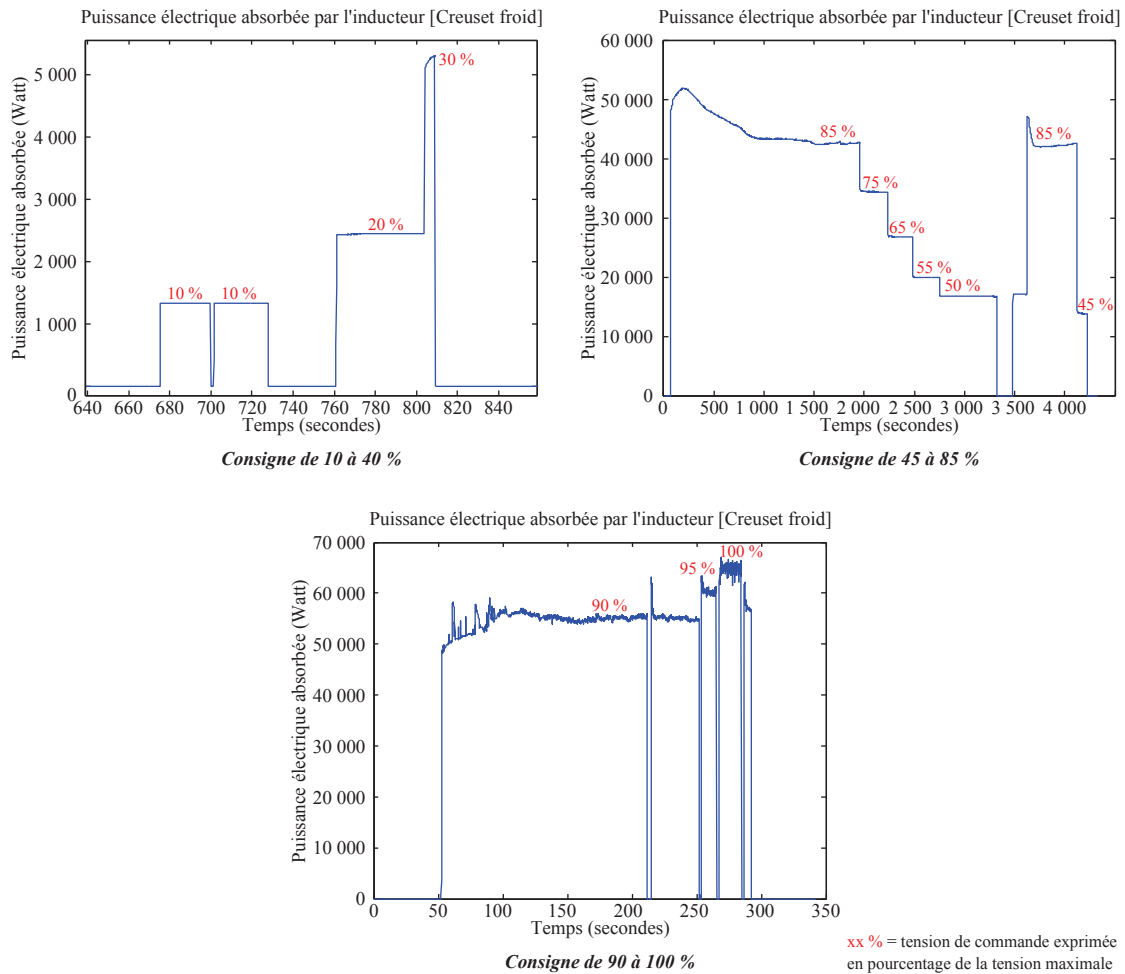 Puissance électrique absorbée par l'inducteur [Creuset froid]
Puissance électrique absorbée (Watt)
5 000
4 000
3 000
2 000
1 000
0
10 %
10 %
20 %
30 %
640 660 680 700 720 740 760 780 800 820 840
Temps (secondes)
Consigne de 10 à 40 %
Puissance électrique absorbée par l'inducteur [Creuset froid]
Puissance électrique absorbée (Watt)
60 000
50 000
40 000
30 000
20 000
10 000
0
85 %
75 %
65 %
55 %
50 %
85 %
45 %
0 500 1 000 1 500 2 000 2 500 3 000 3 500 4 000
Temps (secondes)
Consigne de 45 à 85 %
Puissance électrique absorbée par l'inducteur [Creuset froid]
Puissance électrique absorbée (Watt)
70 000
60 000
50 000
40 000
30 000
20 000
10 000
0
90 %
95 %
100 %
0 50 100 150 200 250 300 350
Temps (secondes)
Consigne de 90 à 100 %
xx % = tension de commande exprimée
en pourcentage de la tension maximale